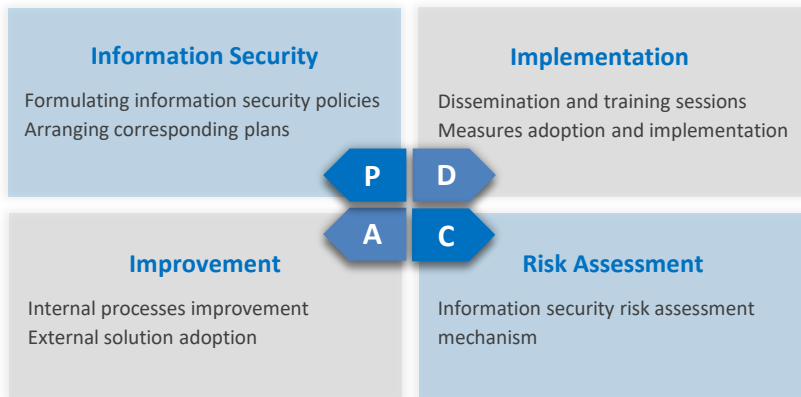 Information Security
Formulating information security policies
Arranging corresponding plans
Implementation
Dissemination and training sessions
Measures adoption and implementation
P
D
A
C
Improvement
Internal processes improvement
External solution adoption
Risk Assessment
Information security risk assessment
mechanism